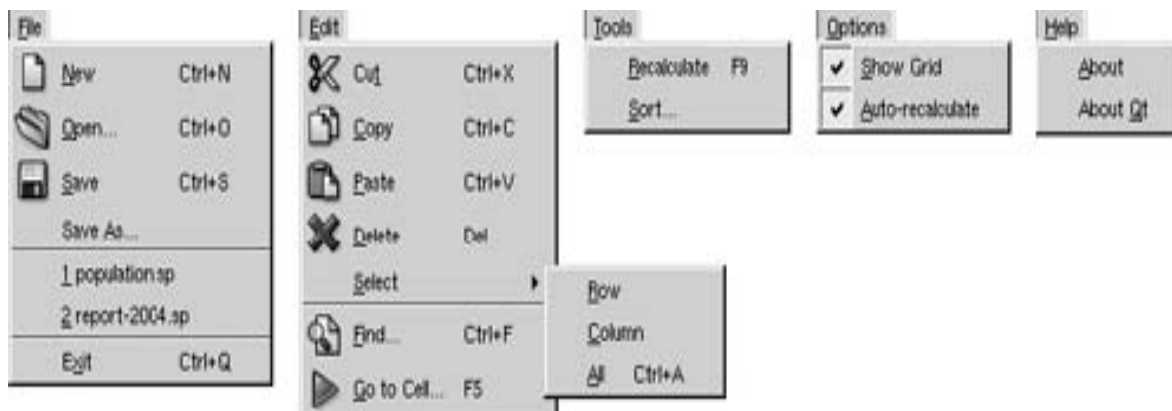 File
New Ctrl+N
Open... Ctrl+O
Save Ctrl+S
Save As...
1 population.sp
2 report-2004.sp
Exit Ctrl+Q
Edit
Cut Ctrl+X
Copy Ctrl+C
Paste Ctrl+V
Delete Del
Select
Find... Ctrl+F
Go to Cell... F5
Row
Column
All Ctrl+A
Tools
Recalculate F9
Sort...
Options
Show Grid
Auto-recalculate
Help
About
About Qt